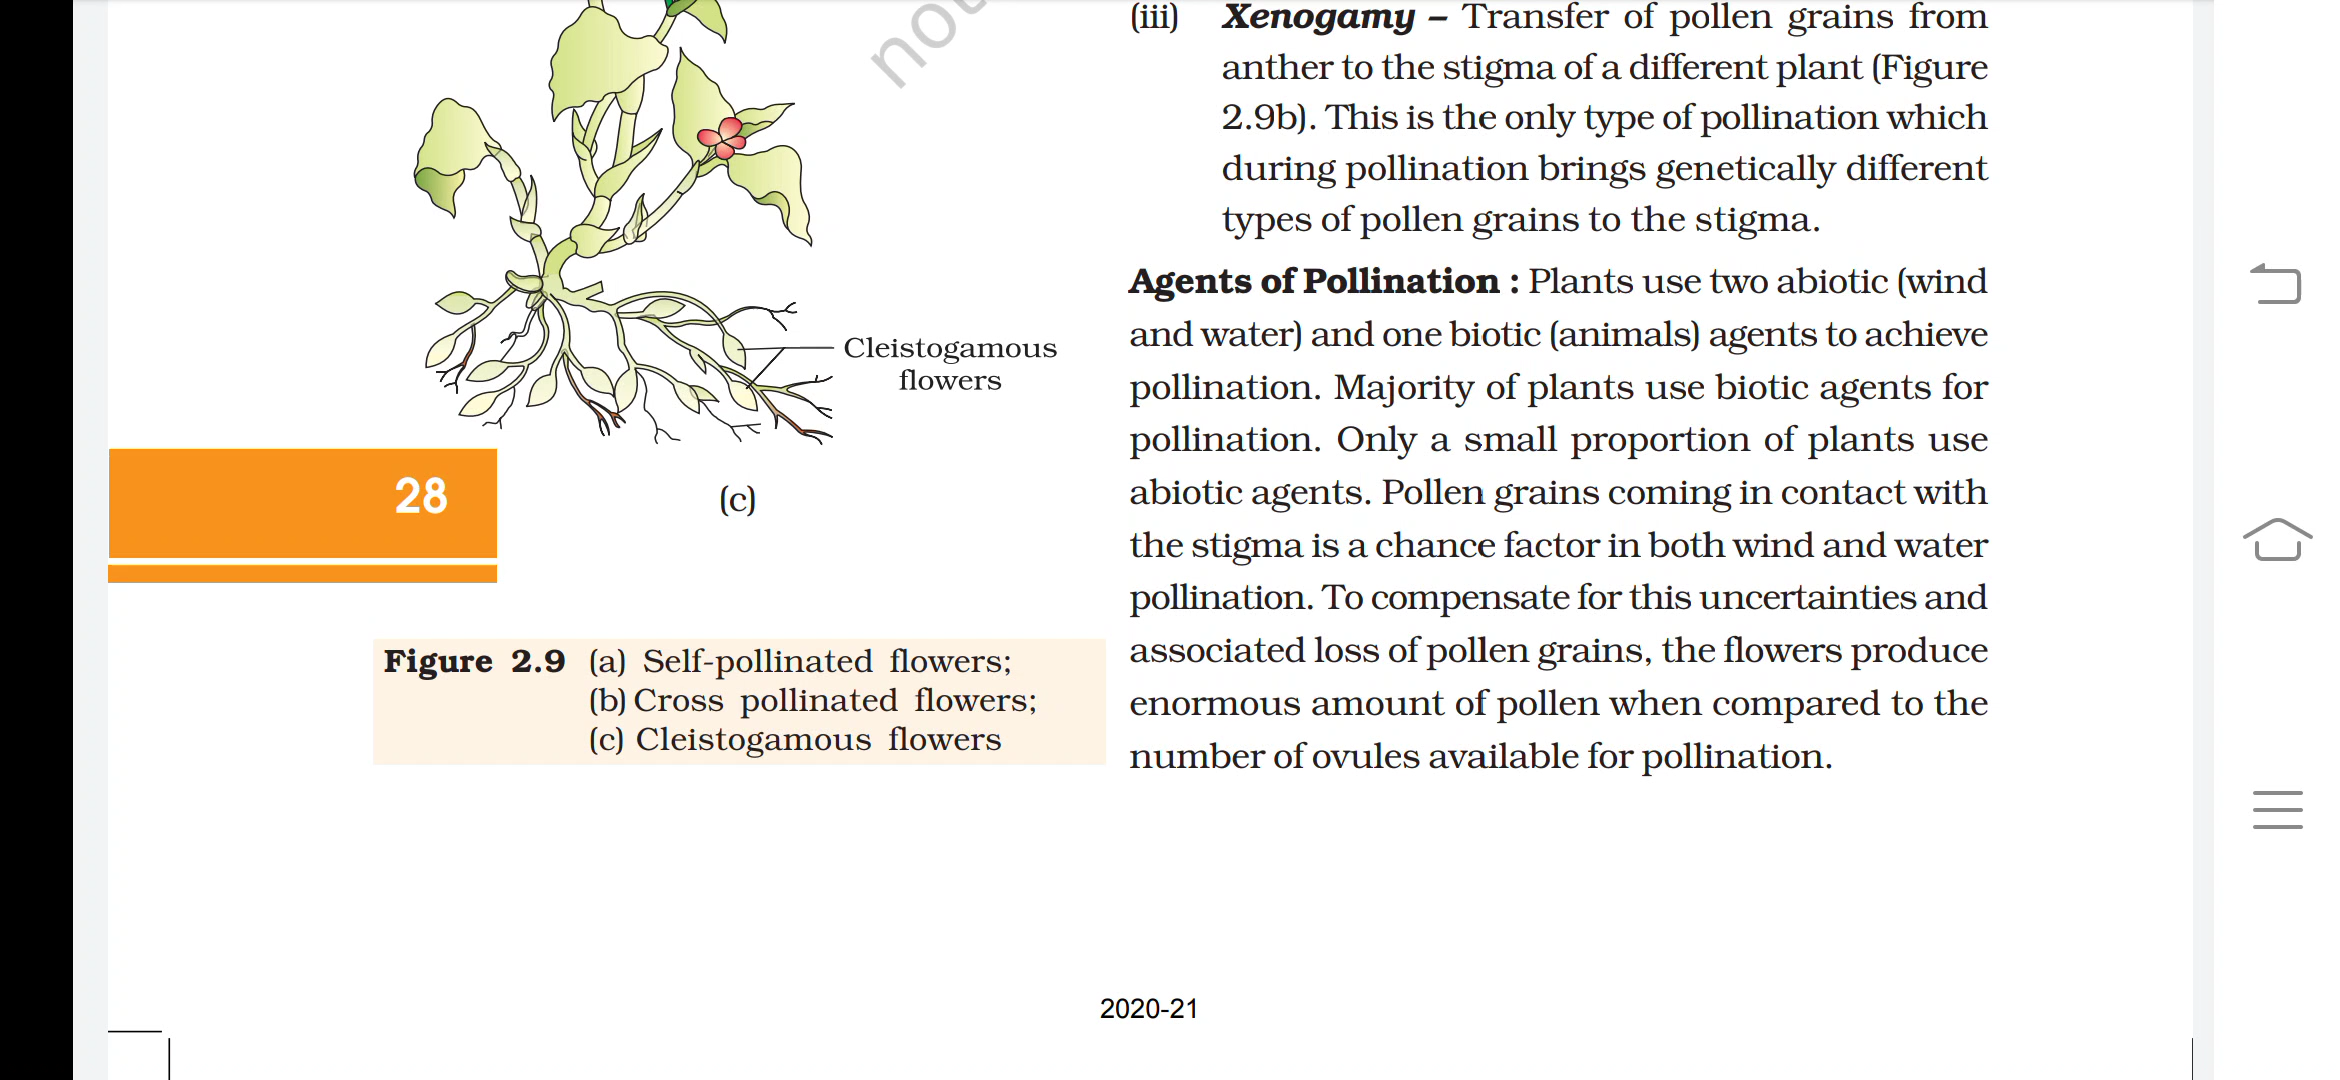 (iii) Xenogamy – Transfer of pollen grains from
anther to the stigma of a different plant (Figure
2.9b). This is the only type of pollination which
during pollination brings genetically different
types of pollen grains to the stigma.
Agents of Pollination : Plants use two abiotic (wind
and water) and one biotic (animals) agents to achieve
pollination. Majority of plants use biotic agents for
pollination. Only a small proportion of plants use
abiotic agents. Pollen grains coming in contact with
the stigma is a chance factor in both wind and water
pollination. To compensate for this uncertainties and
associated loss of pollen grains, the flowers produce
enormous amount of pollen when compared to the
number of ovules available for pollination.
Cleistogamous
flowers
(c)
28
Figure 2.9 (a) Self-pollinated flowers;
(b) Cross pollinated flowers;
(c) Cleistogamous flowers
2020-21